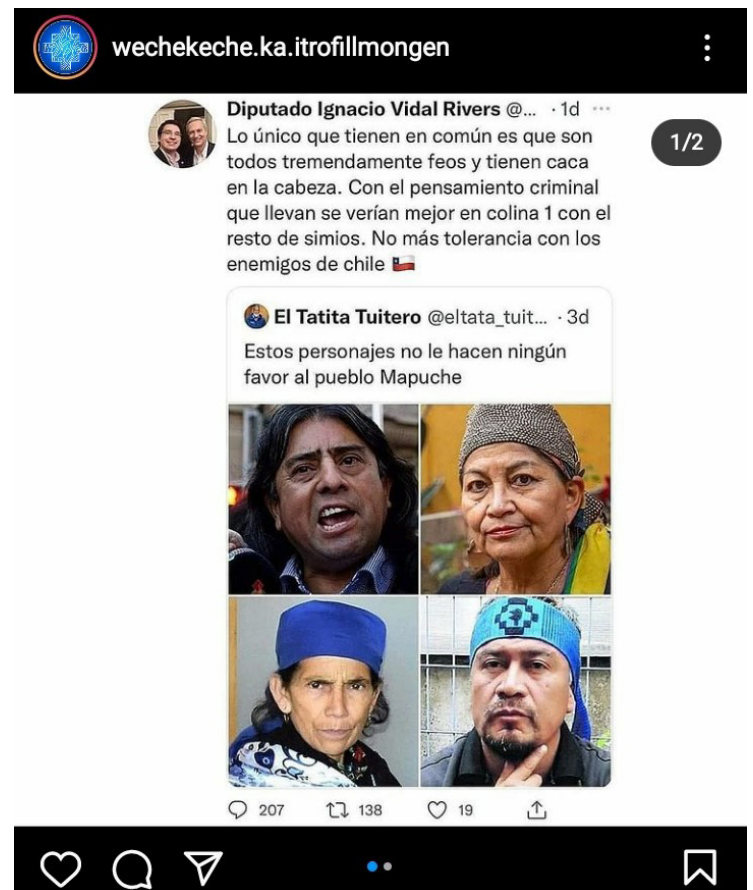 wechekeche.ka.itrofillmongen
Diputado Ignacio Vidal Rivers @... · 1d ...
1/2
Lo único que tienen en común es que son
todos tremendamente feos y tienen caca
en la cabeza. Con el pensamiento criminal
que llevan se verían mejor en colina 1 con el
resto de simios. No más tolerancia con los
enemigos de chile 🇨🇱
El Tatita Tuitero @eltata_tuit... · 3d
Estos personajes no le hacen ningún
favor al pueblo Mapuche
207 138 19